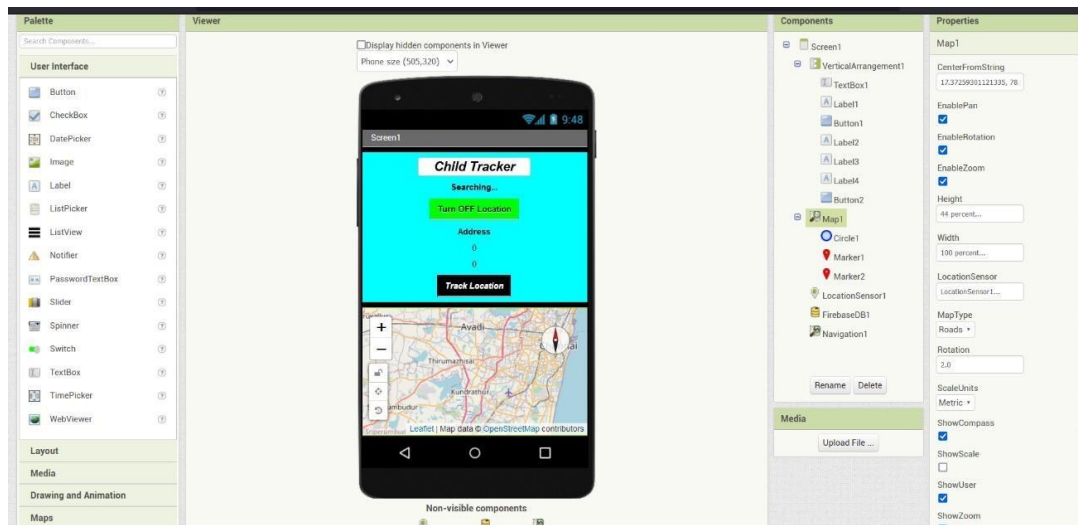 Palette
Search Components...
User Interface
Button
CheckBox
DatePicker
Image
Label
ListPicker
ListView
Notifier
PasswordTextBox
Slider
Spinner
Switch
TextBox
TimePicker
WebViewer
Layout
Media
Drawing and Animation
Maps
Viewer
Display hidden components in Viewer
Phone size (505,320)
9:48
Screen1
Child Tracker
Searching...
Turn OFF Location
Address
0
0
Track Location
+
Avadi
−
Thirumazhisai
Kundrathur
Leaflet | Map data © OpenStreetMap contributors
Non-visible components
Components
Screen1
VerticalArrangement1
TextBox1
Label1
Button1
Label2
Label3
Label4
Button2
Map1
Circle1
Marker1
Marker2
LocationSensor1
FirebaseDB1
Navigation1
Rename Delete
Media
Upload File ...
Properties
Map1
CenterFromString
17.37259301121335, 78
EnablePan
EnableRotation
EnableZoom
Height
44 percent...
Width
100 percent...
LocationSensor
LocationSensor1...
MapType
Roads
Rotation
2.0
ScaleUnits
Metric
ShowCompass
ShowScale
ShowUser
ShowZoom